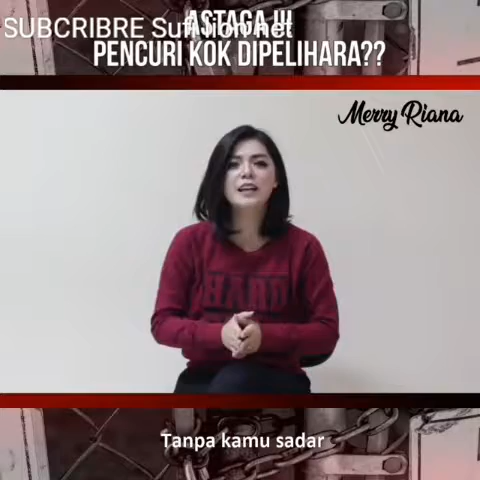 ASTAGA !!!
SUBCRIBRE
PENCURI KOK DIPELIHARA??
Merry Riana
HARD
Tanpa kamu sadar